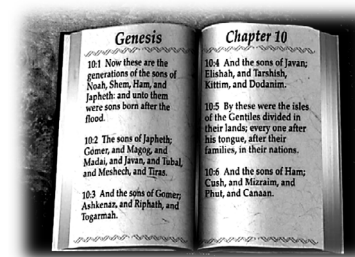 Genesis
10:1 Now these are the
generations of the sons of
Noah, Shem, Ham, and
Japheth: and unto them
were sons born after the
flood.
10:2 The sons of Japheth;
Gomer, and Magog, and
Madai, and Javan, and Tubal,
and Meshech, and Tiras.
10:3 And the sons of Gomer;
Ashkenaz, and Riphath, and
Togarmah.
Chapter 10
10:4 And the sons of Javan;
Elishah, and Tarshish,
Kittim, and Dodanim.
10:5 By these were the isles
of the Gentiles divided in
their lands; every one after
his tongue, after their
families, in their nations.
10:6 And the sons of Ham;
Cush, and Mizraim, and
Phut, and Canaan.